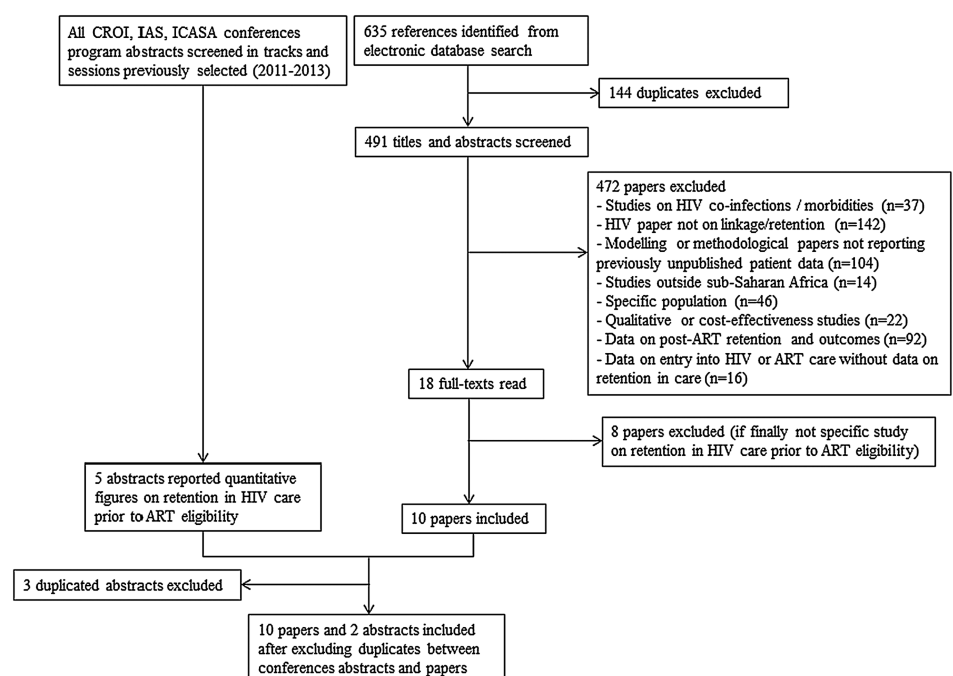 All CROI, IAS, ICASA conferences
program abstracts screened in tracks and
sessions previously selected (2011-2013)
635 references identified from
electronic database search
144 duplicates excluded
491 titles and abstracts screened
472 papers excluded
- Studies on HIV co-infections / morbidities (n=37)
- HIV paper not on linkage/retention (n=142)
- Modelling or methodological papers not reporting
previously unpublished patient data (n=104)
- Studies outside sub-Saharan Africa (n=14)
- Specific population (n=46)
- Qualitative or cost-effectiveness studies (n=22)
- Data on post-ART retention and outcomes (n=92)
- Data on entry into HIV or ART care without data on
retention in care (n=16)
18 full-texts read
8 papers excluded (if finally not specific study
on retention in HIV care prior to ART eligibility)
5 abstracts reported quantitative
figures on retention in HIV care
prior to ART eligibility
10 papers included
3 duplicated abstracts excluded
10 papers and 2 abstracts included
after excluding duplicates between
conferences abstracts and papers